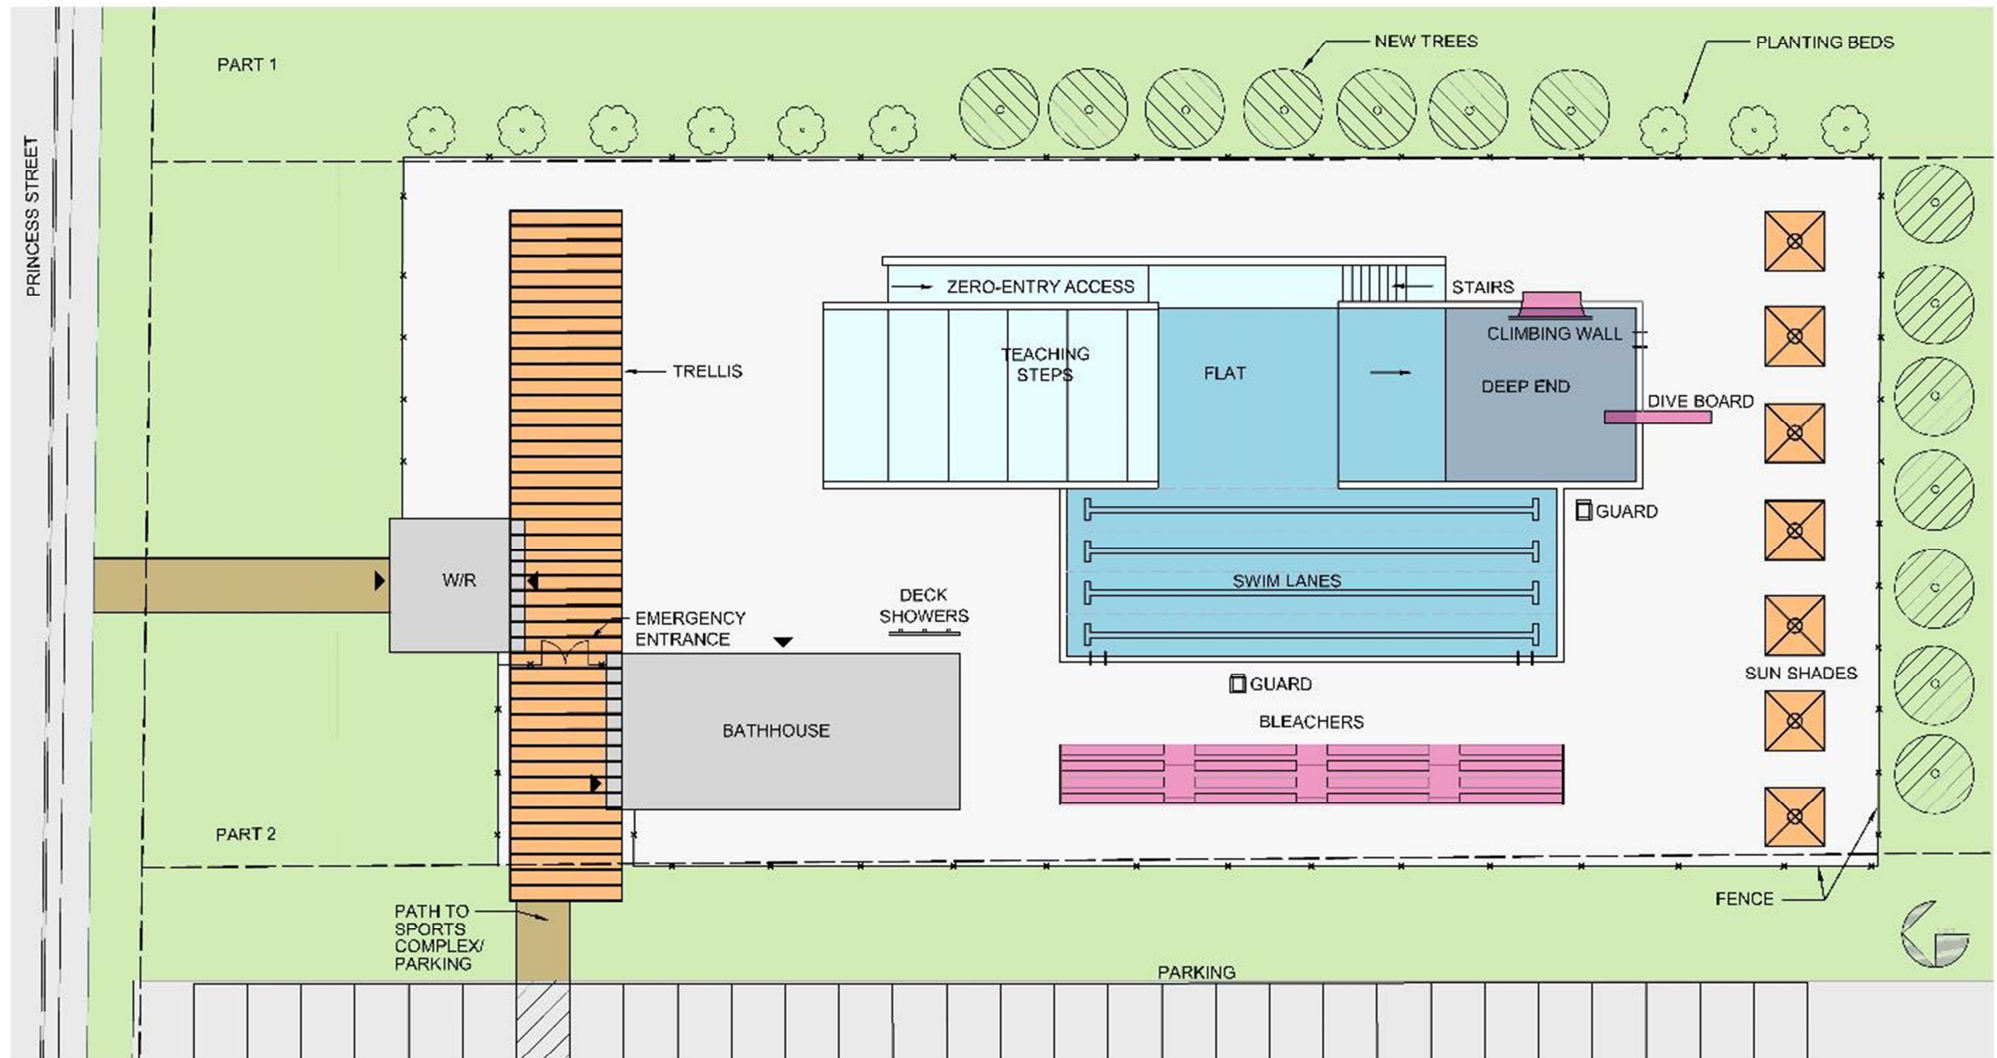 NEW TREES
PLANTING BEDS
PART 1
PRINCESS STREET
ZERO-ENTRY ACCESS
STAIRS
CLIMBING WALL
TEACHING
STEPS
TRELLIS
FLAT
DEEP END
DIVE BOARD
GUARD
W/R
SWIM LANES
DECK
SHOWERS
EMERGENCY
ENTRANCE
SUN SHADES
GUARD
BLEACHERS
BATHHOUSE
PART 2
FENCE
PATH TO
SPORTS
COMPLEX/
PARKING
PARKING